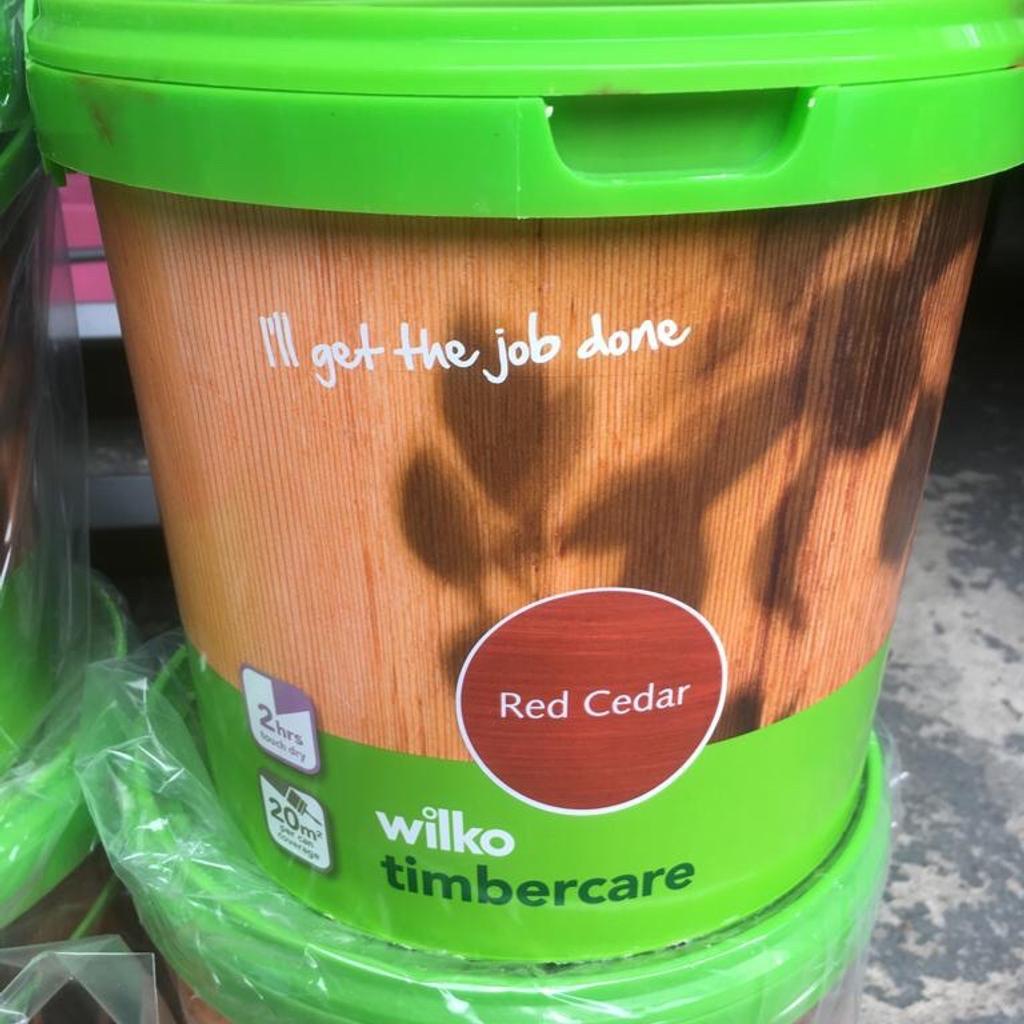 I'll get the job done
Red Cedar
2hrs
touch dry
20m²
per can
coverage
wilko
timbercare